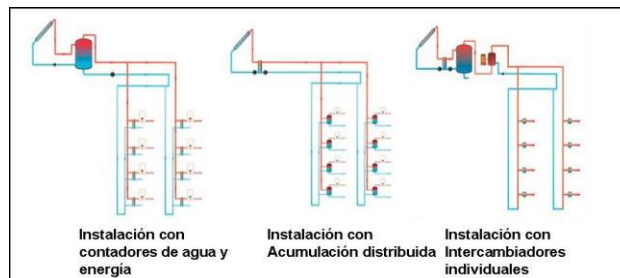 Instalación con
contadores de agua y
energía
Instalación con
Acumulación distribuida
Instalación con
Intercambiadores
individuales